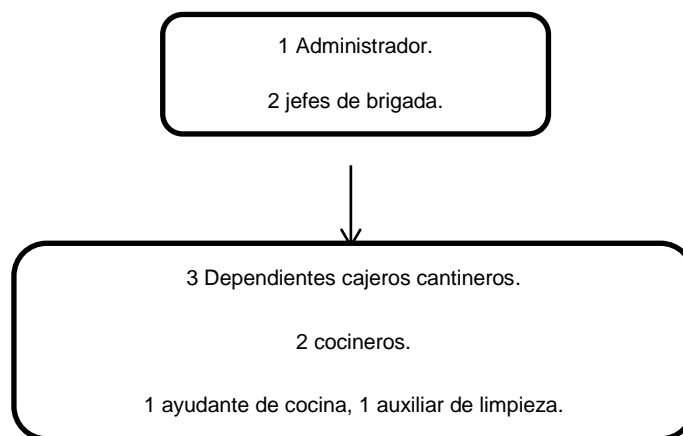 1 Administrador.
2 jefes de brigada.
3 Dependientes cajeros cantineros.
2 cocineros.
1 ayudante de cocina, 1 auxiliar de limpieza.